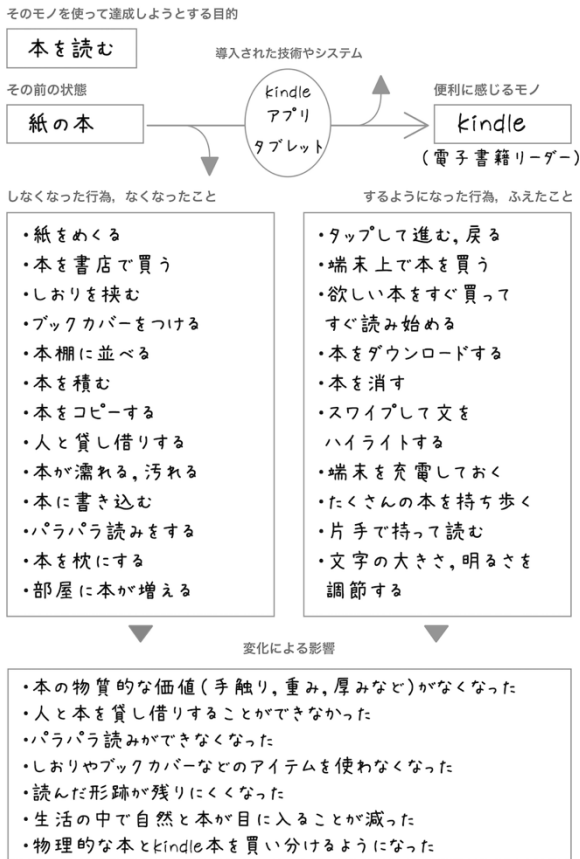 そのモノを使って達成しようとする目的
本を読む
導入された技術やシステム
その前の状態
紙の本
kindle
アプリ
タブレット
便利に感じるモノ
kindle
(電子書籍リーダー)
しなくなった行為，なくなったこと
・紙をめくる
・本を書店で買う
・しおりを挟む
・ブックカバーをつける
・本棚に並べる
・本を積む
・本をコピーする
・人と貸し借りする
・本が濡れる，汚れる
・本に書き込む
・パラパラ読みをする
・本を枕にする
・部屋に本が増える
するようになった行為，ふえたこと
・タップして進む，戻る
・端末上で本を買う
・欲しい本をすぐ買って
すぐ読み始める
・本をダウンロードする
・本を消す
・スワイプして文を
ハイライトする
・端末を充電しておく
・たくさんの本を持ち歩く
・片手で持って読む
・文字の大きさ，明るさを
調節する
変化による影響
・本の物質的な価値(手触り，重み，厚みなど)がなくなった
・人と本を貸し借りすることができなかった
・パラパラ読みができなくなった
・しおりやブックカバーなどのアイテムを使わなくなった
・読んだ形跡が残りにくくなった
・生活の中で自然と本が目に入ることが減った
・物理的な本とkindle本を買い分けるようになった